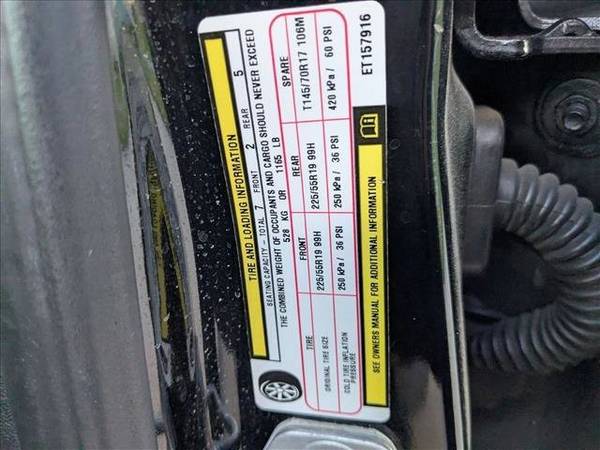 TIRE AND LOADING INFORMATION
SEATING CAPACITY - TOTAL 7 FRONT 2 REAR 5
THE COMBINED WEIGHT OF OCCUPANTS AND CARGO SHOULD NEVER EXCEED
528 KG OR 1165 LB
TIRE FRONT REAR SPARE
ORIGINAL TIRE SIZE 225/55R19 99H 225/55R19 99H T145/70R17 106M
COLD TIRE INFLATION PRESSURE 250 kPa / 36 PSI 250 kPa / 36 PSI 420 kPa / 60 PSI
SEE OWNERS MANUAL FOR ADDITIONAL INFORMATION
ET157916